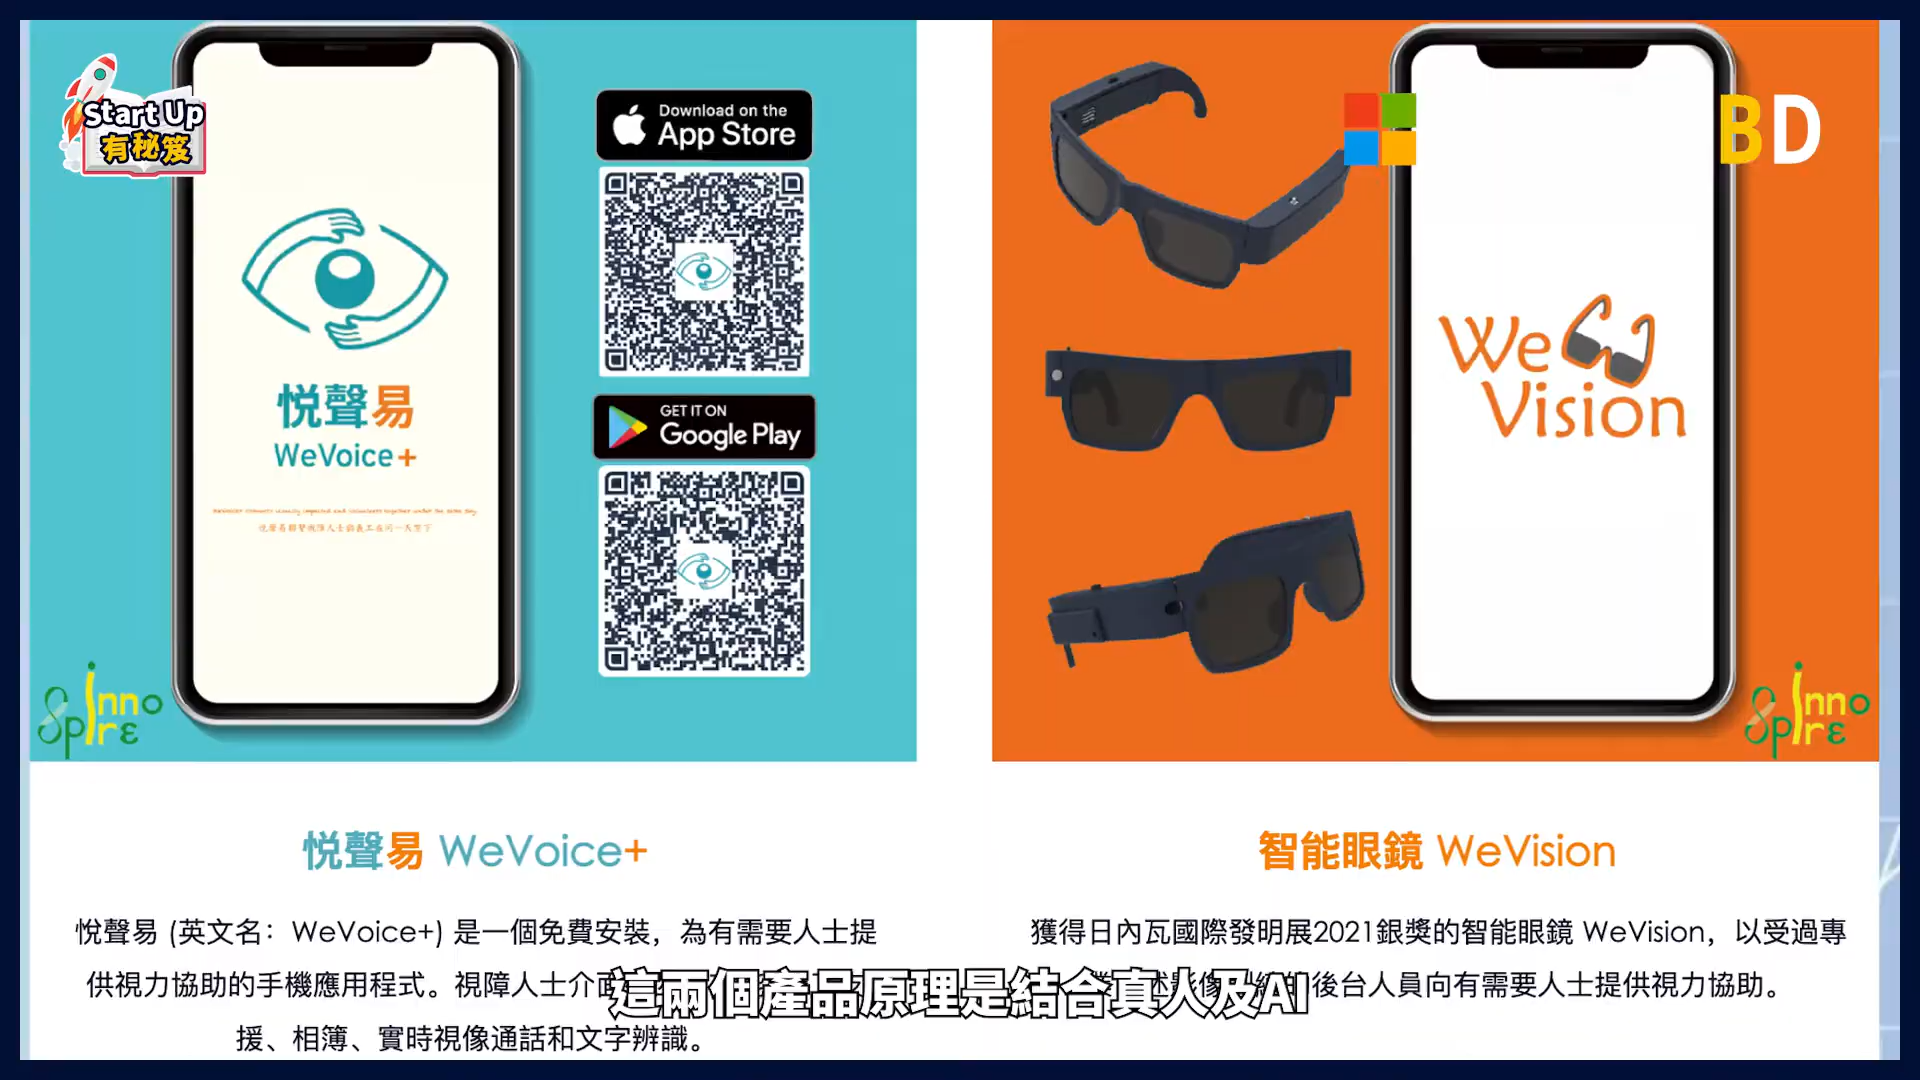 Start Up
有秘笈
Download on the
App Store
悦聲易
WeVoice+
GET IT ON
Google Play
inno
spire
We
Vision
BD
inno
spire
悦聲易 WeVoice+
悅聲易 (英文名：WeVoice+) 是一個免費安裝，為有需要人士提
供視力協助的手機應用程式。視障人士介
援、相簿、實時視像通話和文字辨識。
智能眼鏡 WeVision
獲得日內瓦國際發明展2021銀獎的智能眼鏡 WeVision，以受過專
後台人員向有需要人士提供視力協助。
這兩個產品原理是結合真人及AI